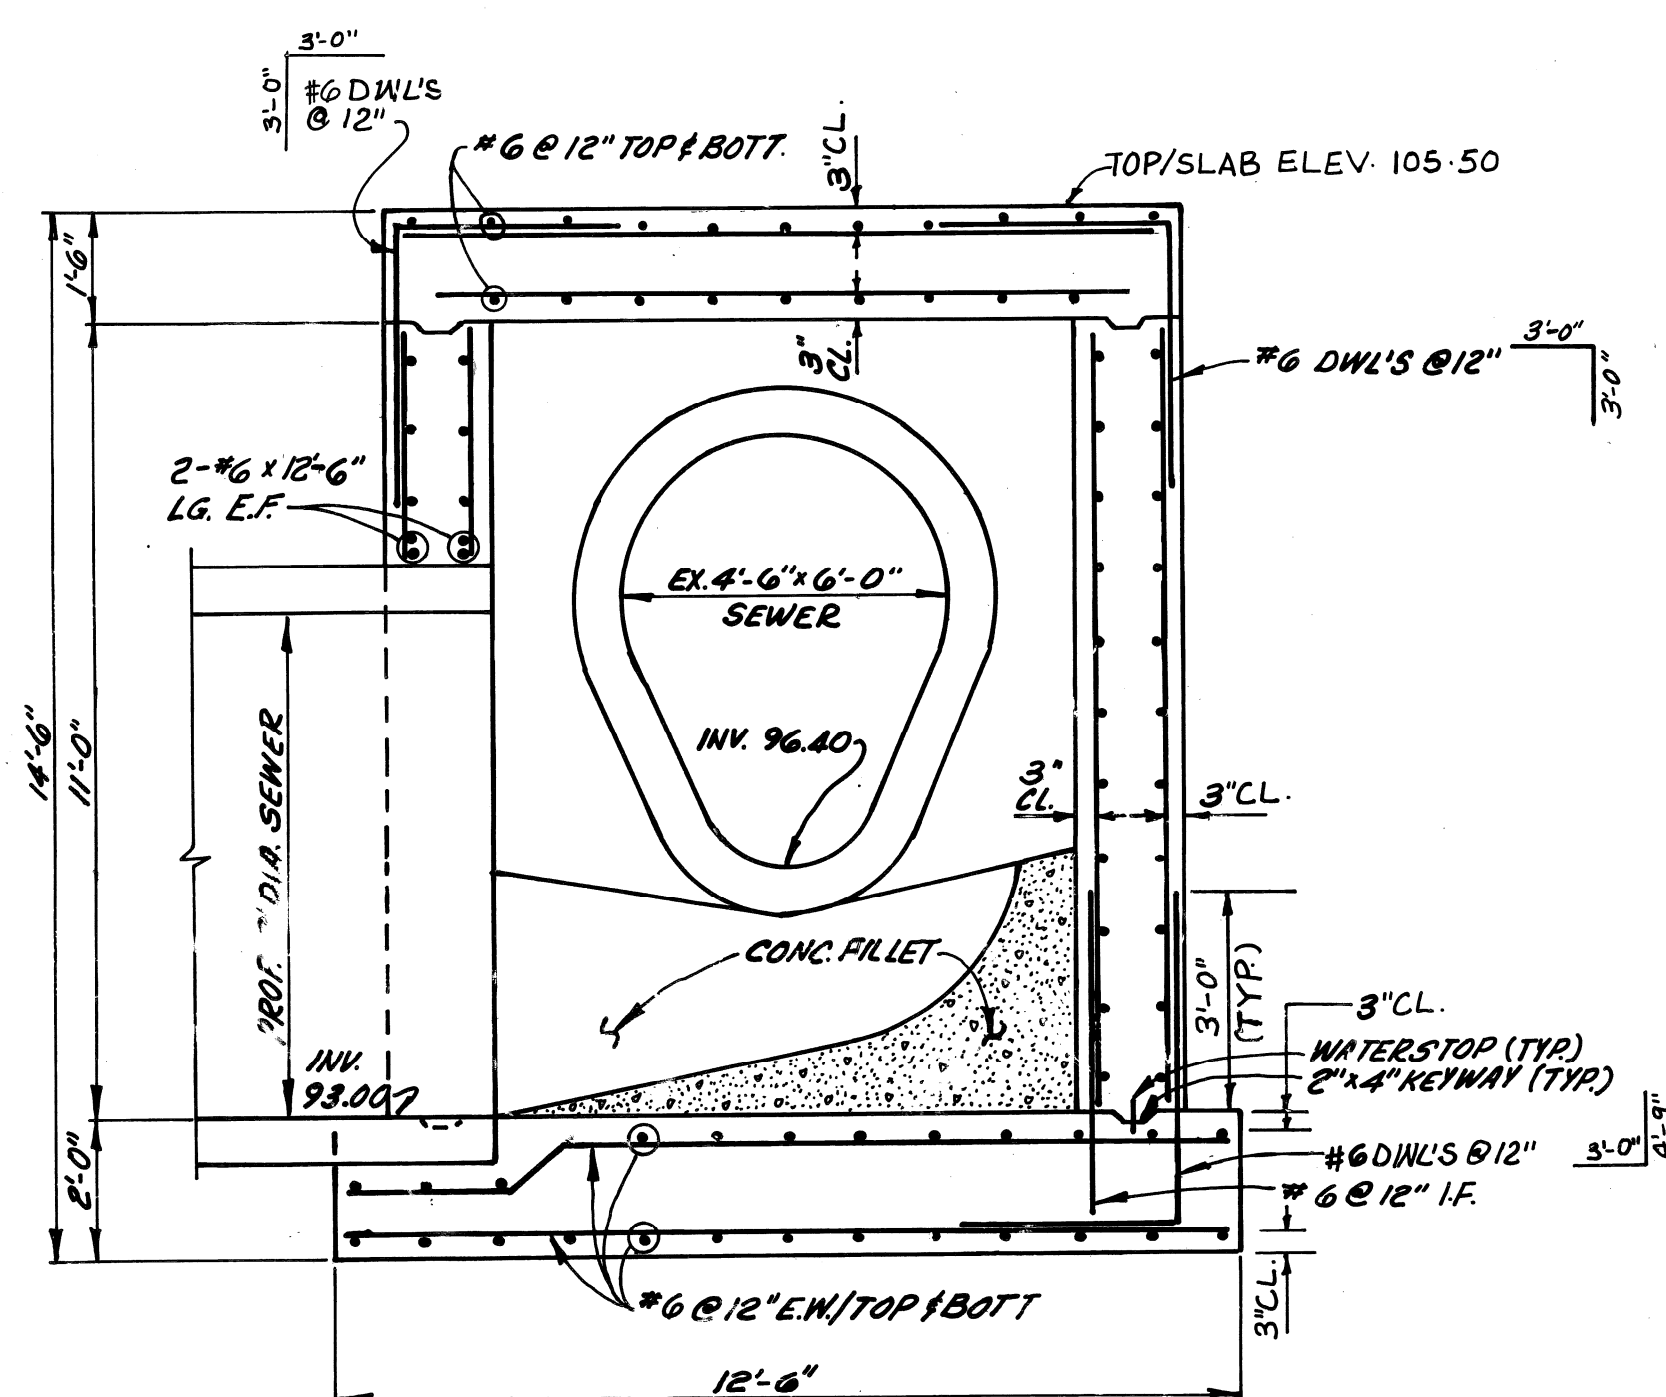 3'-0"
3'-0"
#6 DWL'S
@ 12"
#6 @ 12" TOP & BOTT.
3" CL.
TOP/SLAB ELEV. 105.50
1'-6"
3"
CL.
#6 DWL'S @12"
3'-0"
3'-0"
2-#6 x 12'-6"
LG. E.F.
EX. 4'-6" x 6'-0"
SEWER
14'-6"
11'-0"
DIA. SEWER
INV. 96.40
3"
CL.
3" CL.
CONC. FILLET
3'-0"
(TYP.)
3" CL.
WATERSTOP (TYP.)
2" x 4" KEYWAY (TYP.)
INV.
93.00
2'-0"
#6 DWL'S @ 12"
3'-0"
4'-9"
#6 @ 12" I.F.
#6 @ 12" E.W./TOP & BOTT
3" CL.
12'-6"